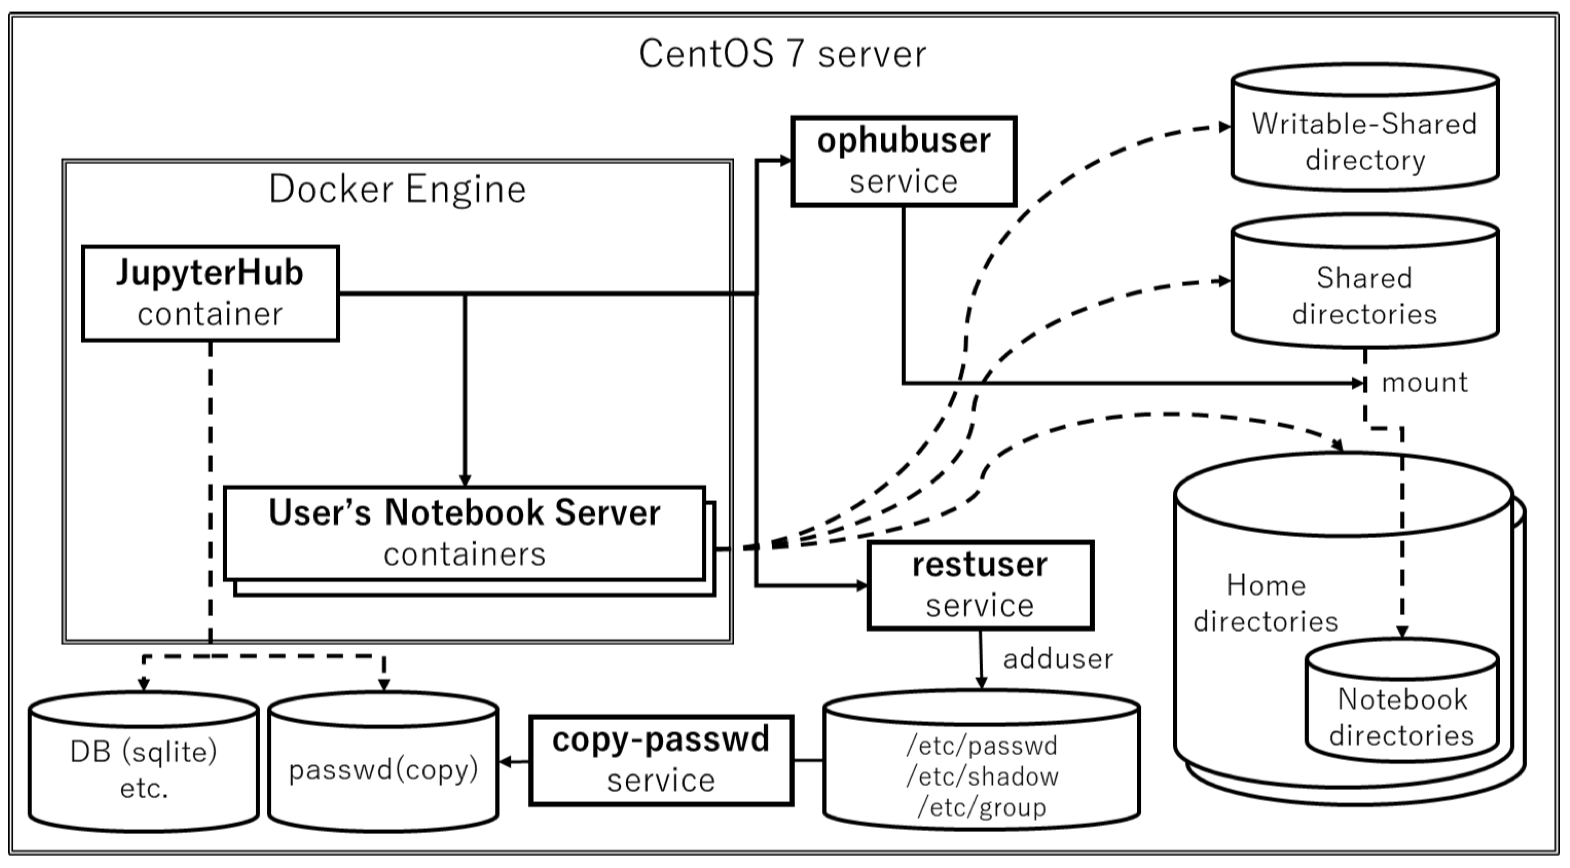 CentOS 7 server
Docker Engine
JupyterHub
container
User’s Notebook Server
containers
ophubuser
service
Writable-Shared
directory
Shared
directories
mount
restuser
service
adduser
Home
directories
Notebook
directories
DB (sqlite)
etc.
passwd(copy)
copy-passwd
service
/etc/passwd
/etc/shadow
/etc/group